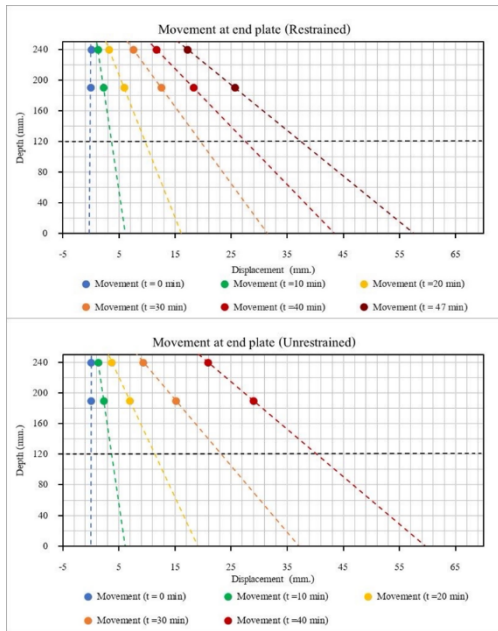 Movement at end plate (Restrained)
240
200
160
120
80
40
0
Depth (mm.)
-5 5 15 25 35 45 55 65
Displacement (mm.)
Movement (t = 0 min) Movement (t =10 min) Movement (t =20 min)
Movement (t =30 min) Movement (t =40 min) Movement (t = 47 min)
Movement at end plate (Unrestrained)
240
200
160
120
80
40
0
Depth (mm.)
-5 5 15 25 35 45 55 65
Displacement (mm.)
Movement (t = 0 min) Movement (t =10 min) Movement (t =20 min)
Movement (t =30 min) Movement (t =40 min)